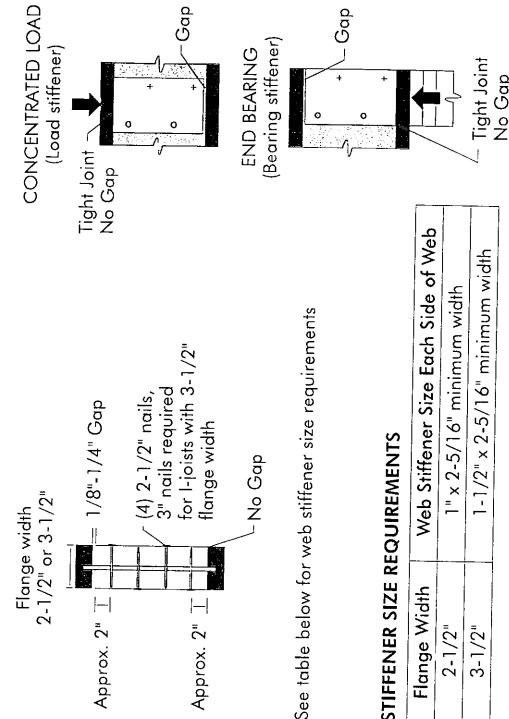 CONCENTRATED LOAD
(Load stiffener)
Tight Joint
No Gap
Gap
END BEARING
(Bearing stiffener)
Gap
Tight Joint
No Gap
Flange width
2-1/2" or 3-1/2"
1/8"-1/4" Gap
Approx. 2"
(4) 2-1/2" nails,
3" nails required
for I-joists with 3-1/2"
flange width
Approx. 2"
No Gap
See table below for web stiffener size requirements
STIFFENER SIZE REQUIREMENTS
Flange Width Web Stiffener Size Each Side of Web
2-1/2" 1" x 2-5/16" minimum width
3-1/2" 1-1/2" x 2-5/16" minimum width